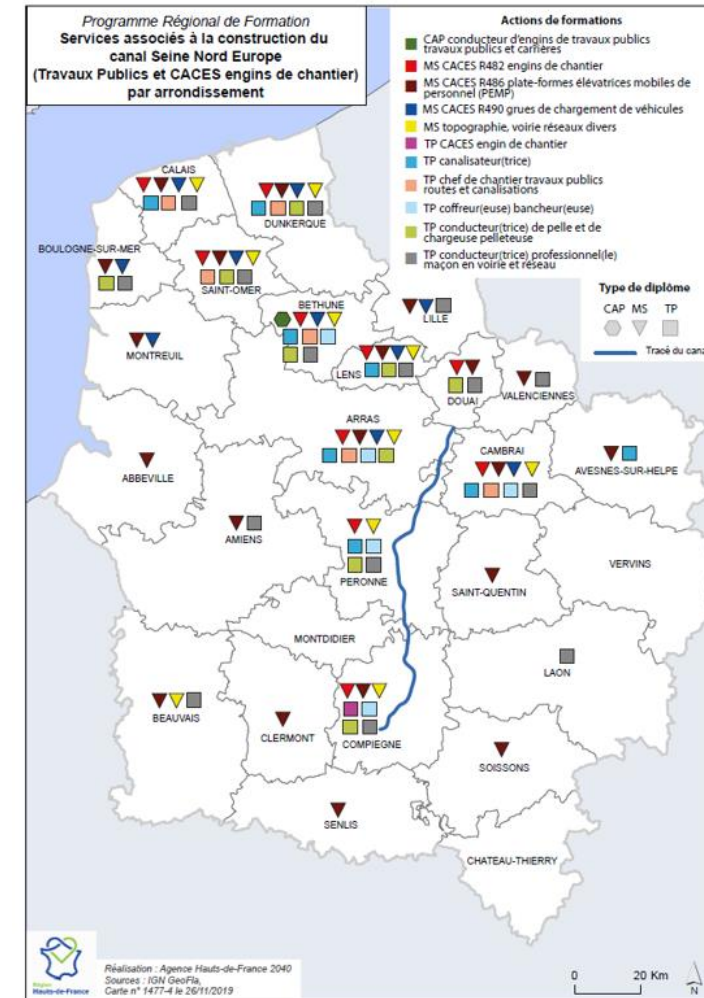 Programme Régional de Formation
Services associés à la construction du
canal Seine Nord Europe
(Travaux Publics et CACES engins de chantier)
par arrondissement
Actions de formations
CAP conducteur d'engins de travaux publics
travaux publics et carrières
MS CACES R482 engins de chantier
MS CACES R486 plate-formes élévatrices mobiles de
personnel (PEMP)
MS CACES R490 grues de chargement de véhicules
MS topographie, voirie réseaux divers
TP CACES engin de chantier
TP canalisateur(trice)
TP chef de chantier travaux publics
routes et canalisations
TP coffreur(euse) bancheur(euse)
TP conducteur(trice) de pelle et de
chargeuse pelleteuse
TP conducteur(trice) professionnel(le)
maçon en voirie et réseau
Type de diplôme
CAP MS TP
Tracé du cana
CALAIS
DUNKERQUE
BOULOGNE-SUR-MER
SAINT-OMER
BETHUNE
LILLE
MONTREUIL
LENS
DOUAI
VALENCIENNES
ARRAS
CAMBRAI
AVESNES-SUR-HELPE
ABBEVILLE
AMIENS
PERONNE
SAINT-QUENTIN
VERVINS
MONTDIDIER
LAON
BEAUVAIS
CLERMONT
COMPIEGNE
SOISSONS
SENLIS
CHATEAU-THIERRY
Région
Hauts-de-France
Réalisation : Agence Hauts-de-France 2040
Sources : IGN GeoFla,
Carte n° 1477-4 le 26/11/2019
0 20 Km
N